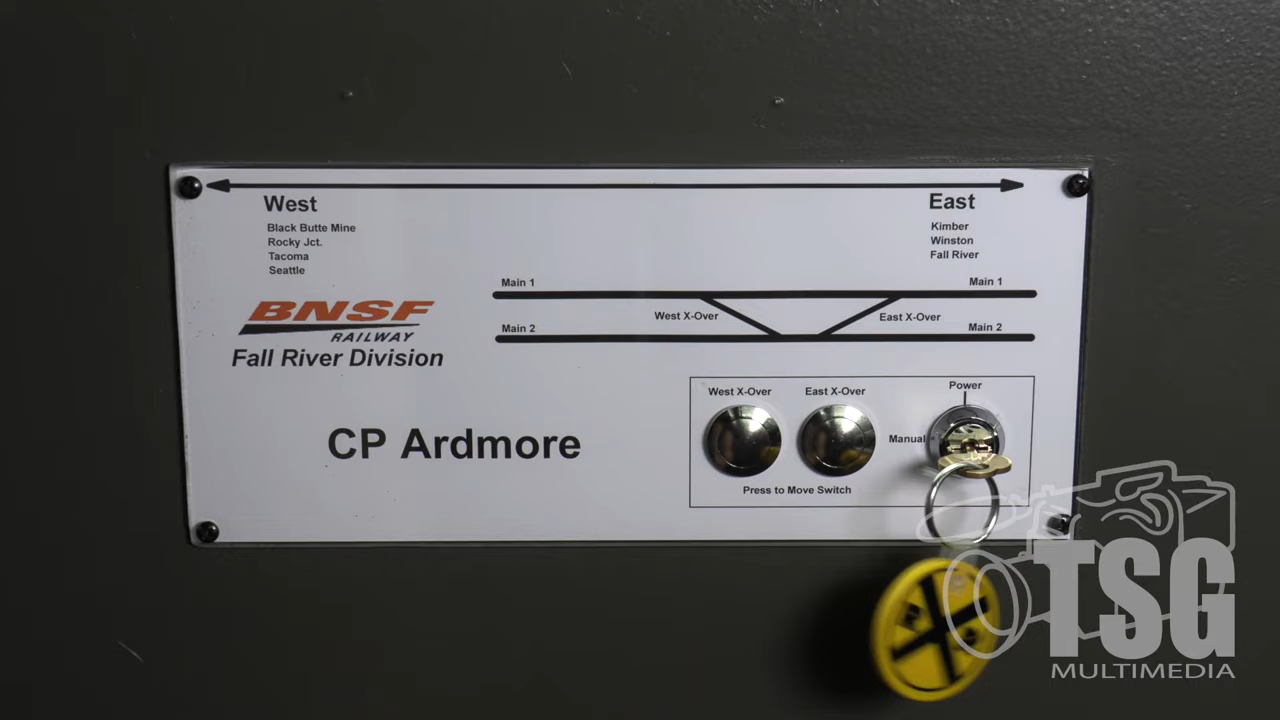 West
East
Black Butte Mine
Rocky Jct.
Tacoma
Seattle
Kimber
Winston
Fall River
Main 1
Main 1
West X-Over
East X-Over
Main 2
Main 2
BNSF
RAILWAY
Fall River Division
CP Ardmore
West X-Over
East X-Over
Power
Manual
Press to Move Switch
R
R
TSG
MULTIMEDIA